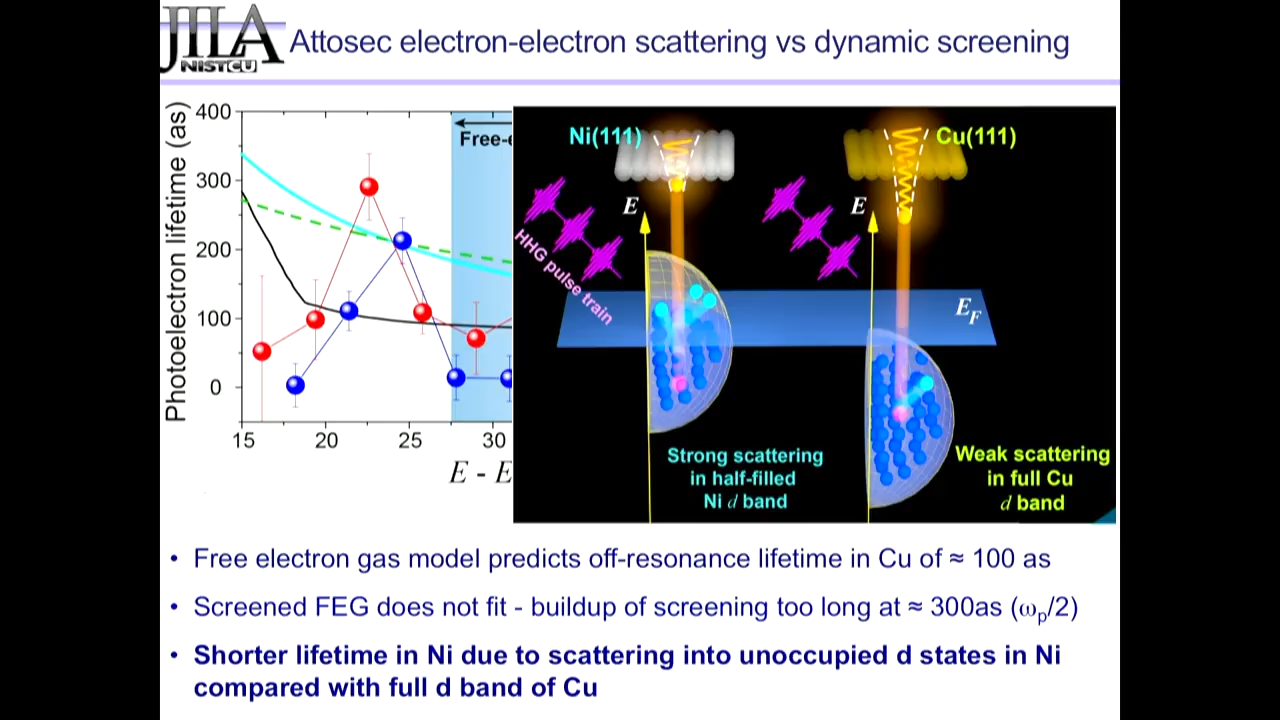 JILA
NIST CU
Attosec electron-electron scattering vs dynamic screening
Photoelectron lifetime (as)
400
300
200
100
0
15
20
25
30
E - E
Free-e
Ni(111)
Cu(111)
E
E
HHG pulse train
E_F
Strong scattering
in half-filled
Ni d band
Weak scattering
in full Cu
d band
• Free electron gas model predicts off-resonance lifetime in Cu of ≈ 100 as
• Screened FEG does not fit - buildup of screening too long at ≈ 300as (ω_p/2)
• Shorter lifetime in Ni due to scattering into unoccupied d states in Ni
compared with full d band of Cu